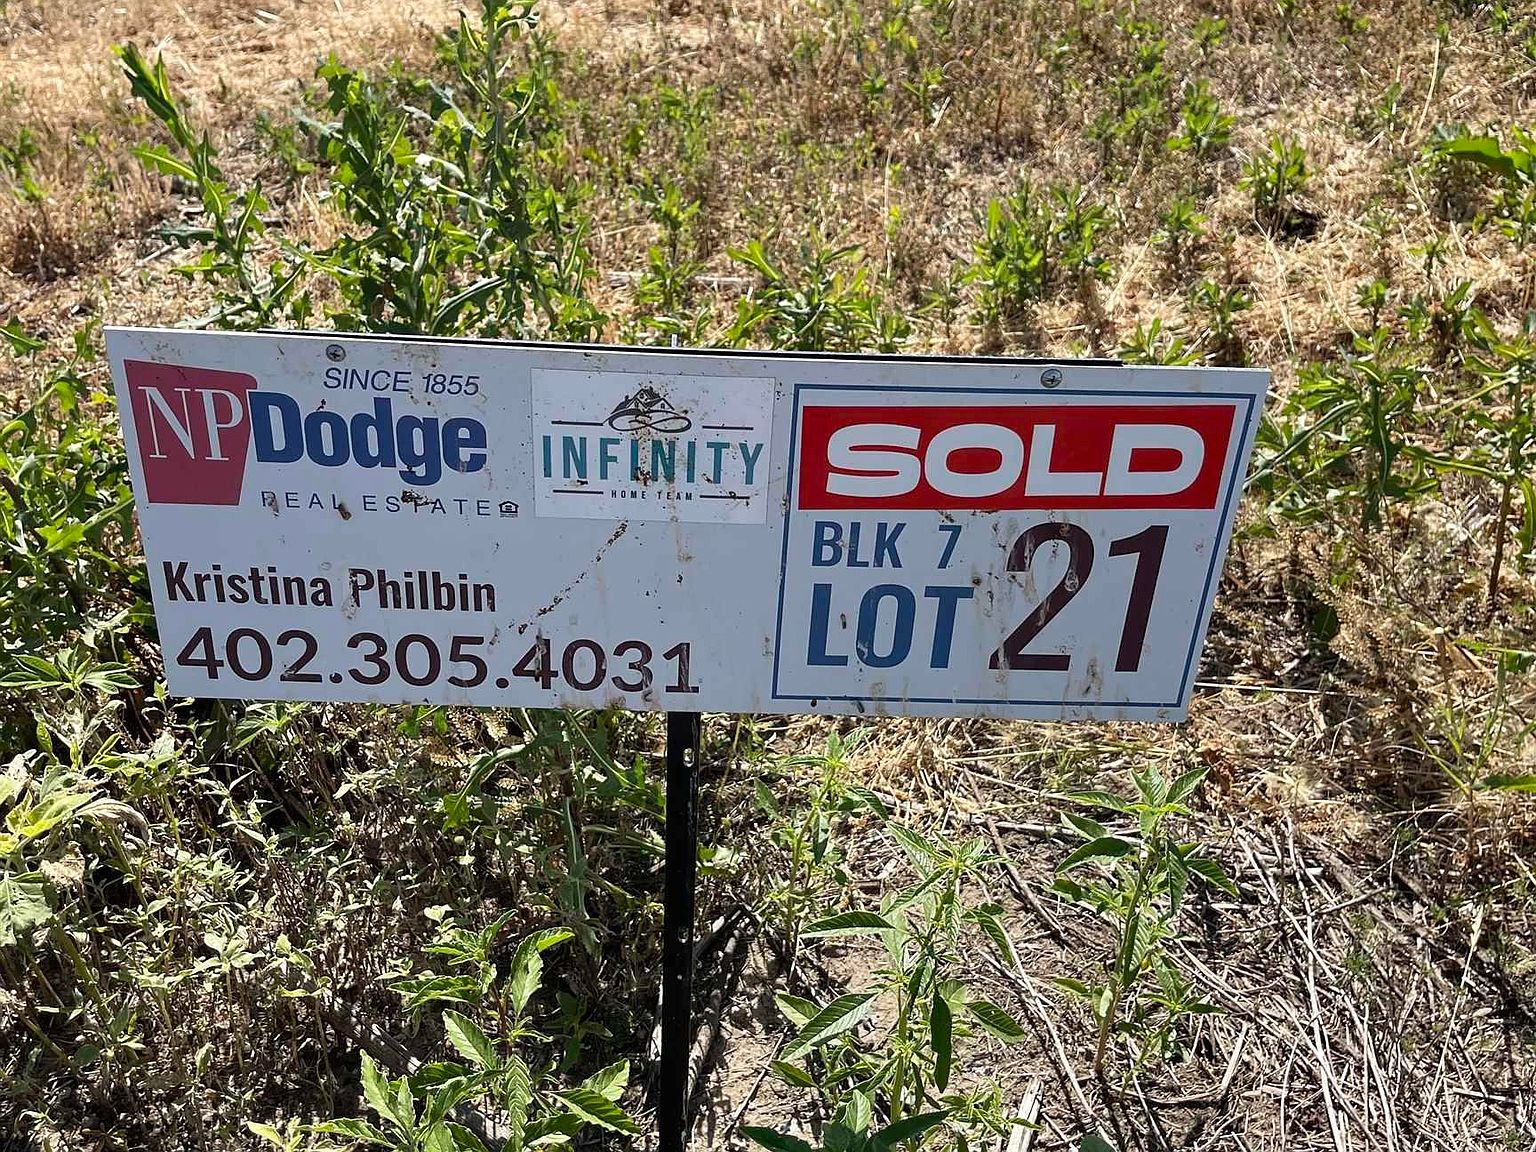 SINCE 1855
NP Dodge
REAL ESTATE
INFINITY
HOME TEAM
Kristina Philbin
402.305.4031
SOLD
BLK 7
LOT 21